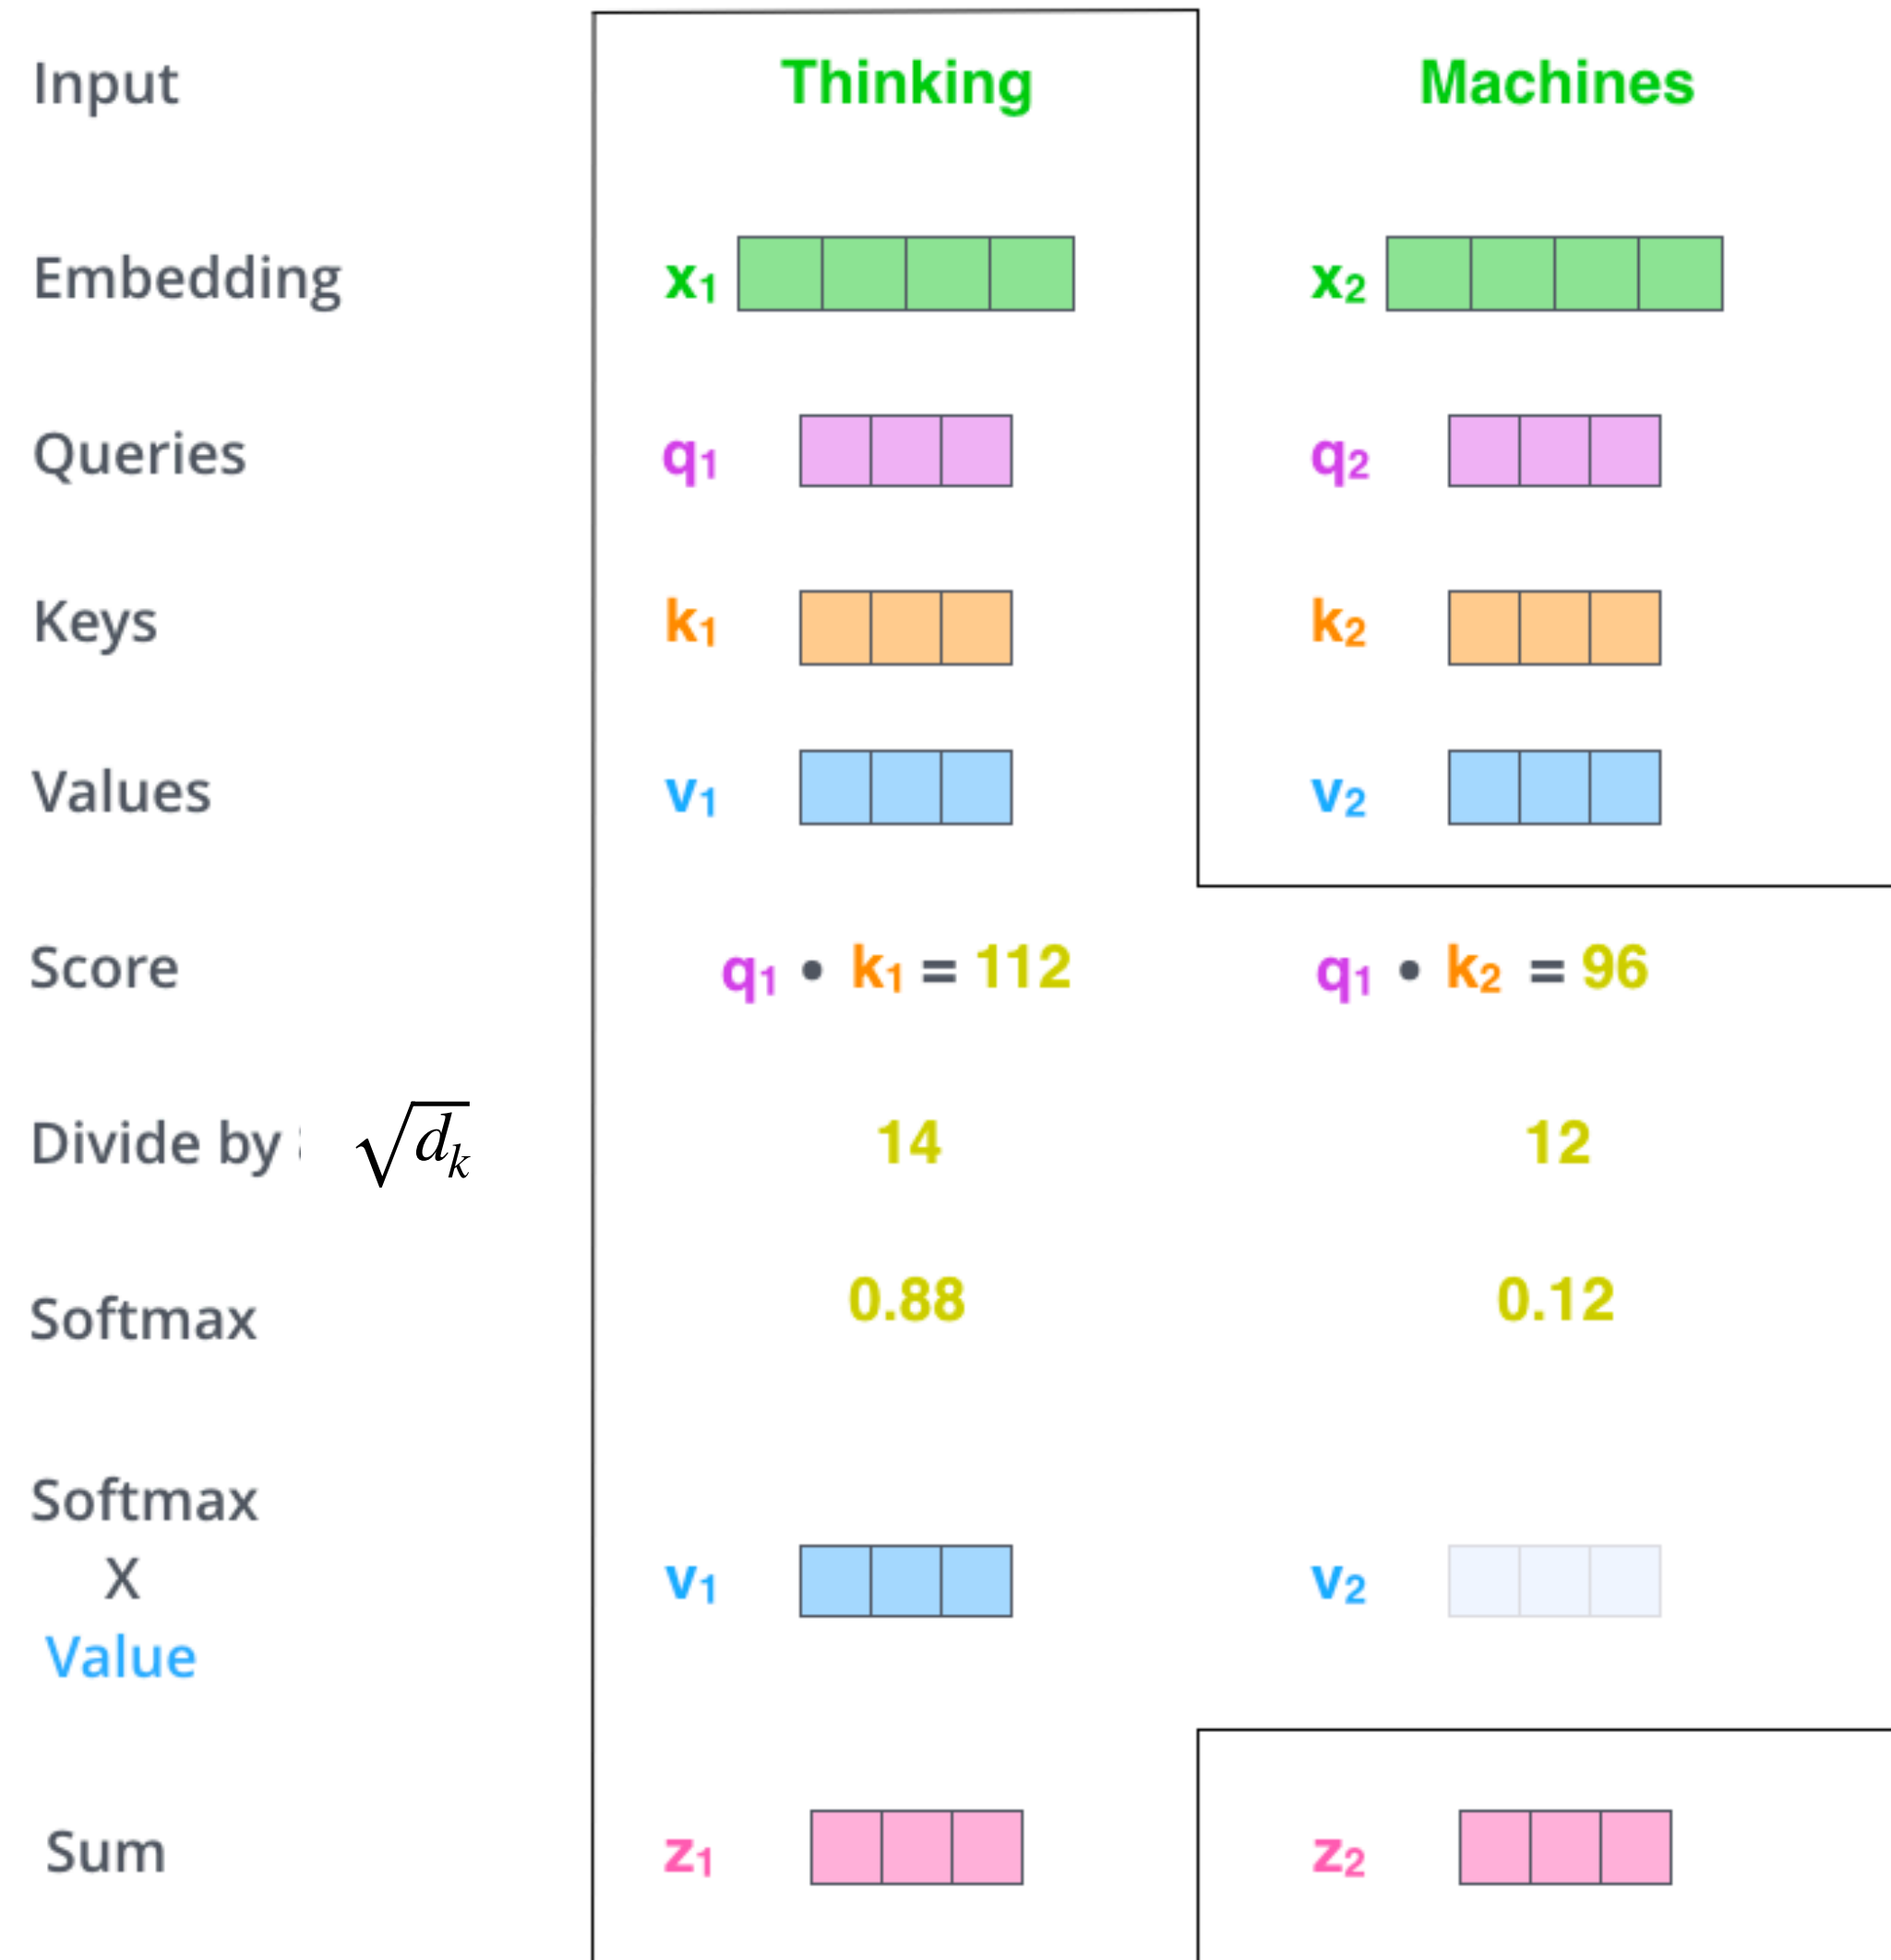 Input Thinking Machines
Embedding x1 x2
Queries q1 q2
Keys k1 k2
Values v1 v2
Score q1 • k1 = 112 q1 • k2 = 96
Divide by √dk 14 12
Softmax 0.88 0.12
Softmax
X v1 v2
Value
Sum z1 z2